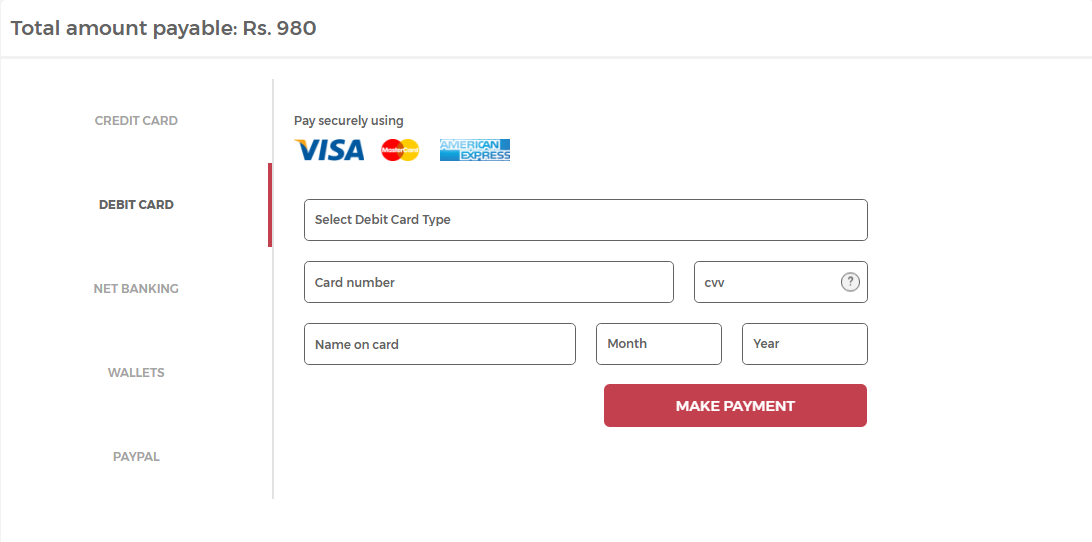 Total amount payable: Rs. 980
CREDIT CARD
DEBIT CARD
NET BANKING
WALLETS
PAYPAL
Pay securely using
VISA MasterCard AMERICAN EXPRESS
Select Debit Card Type
Card number
cvv ?
Name on card
Month
Year
MAKE PAYMENT